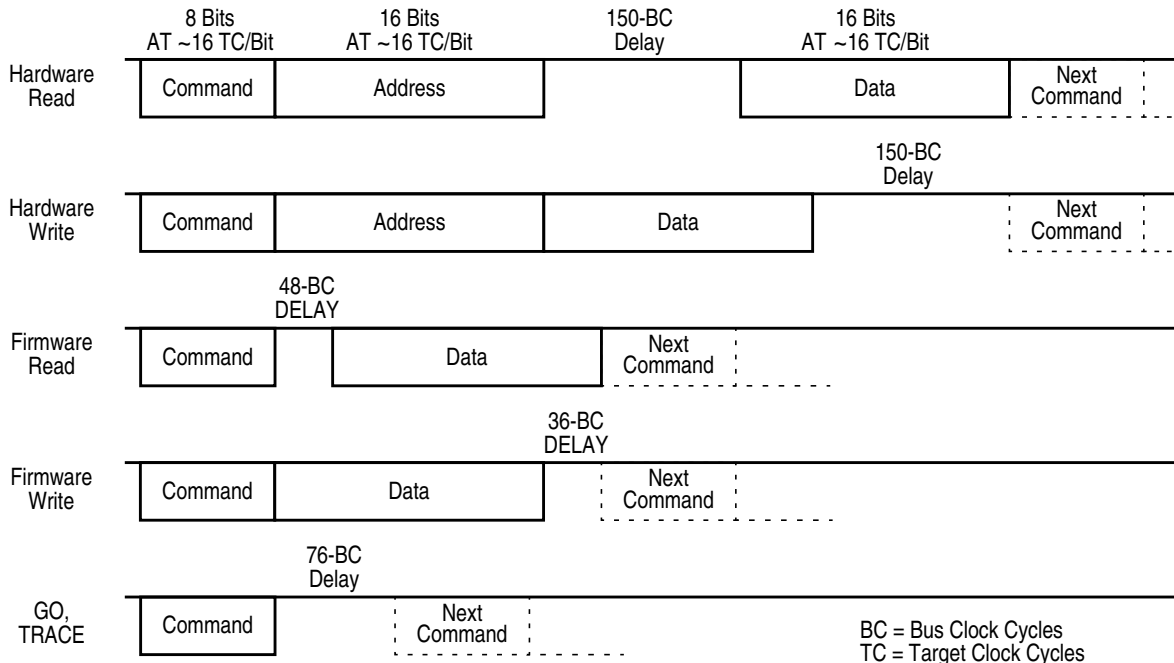 8 Bits
AT ~16 TC/Bit
16 Bits
AT ~16 TC/Bit
150-BC
Delay
16 Bits
AT ~16 TC/Bit
Hardware
Read
Command
Address
Data
Next
Command
150-BC
Delay
Hardware
Write
Command
Address
Data
Next
Command
48-BC
DELAY
Firmware
Read
Command
Data
Next
Command
36-BC
DELAY
Firmware
Write
Command
Data
Next
Command
76-BC
Delay
GO,
TRACE
Command
Next
Command
BC = Bus Clock Cycles
TC = Target Clock Cycles